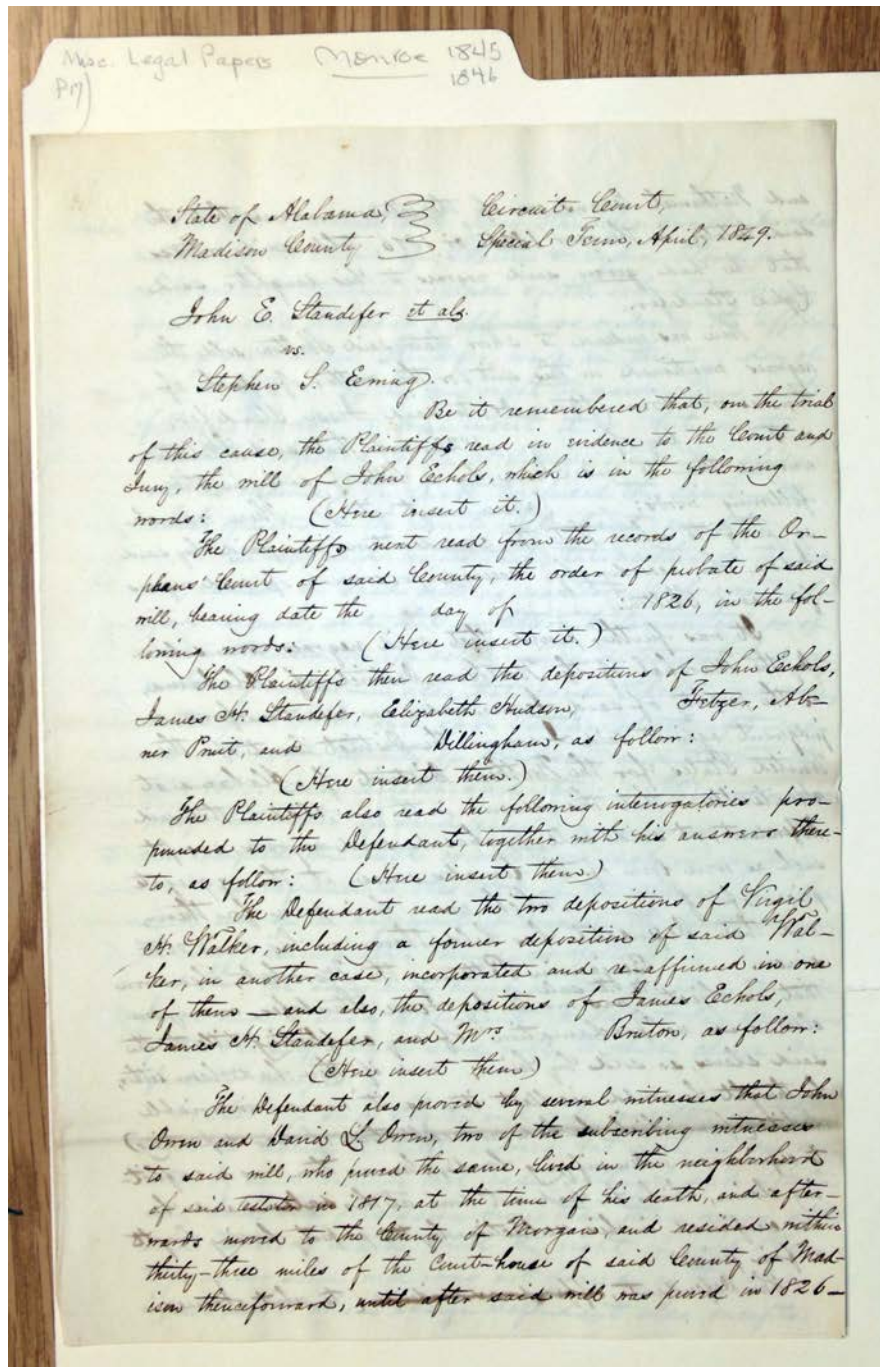 Misc. Legal Papers Monroe 1845
1846
State of Alabama, Circuit Court,
Madison County Special Term, April, 1849.
John E. Standefer et als.
vs.
Stephen S. Ewing.
Be it remembered that, on the trial
of this cause, the Plaintiffs read in evidence to the Court and
Jury, the will of John Echols, which is in the following
words: (Here insert it.)
The Plaintiffs next read from the records of the Or-
phans' Court of said County, the order of probate of said
will, bearing date the day of 1826, in the fol-
lowing words: (Here insert it.)
The Plaintiffs then read the depositions of John Echols,
James H. Standefer, Elizabeth Hudson, Fetzer, Ab-
ner Pruit, and Dillingham, as follow:
(Here insert them.)
The Plaintiffs also read the following interrogatories pro-
pounded to the Defendant, together with his answers there-
to, as follow: (Here insert them)
The Defendant read the two depositions of Virgil
H. Walker, including a former deposition of said Wal-
ker, in another case, incorporated and re-affirmed in one
of them — and also, the depositions of James Echols,
James H. Standefer, and Mrs Bruton, as follow:
(Here insert them)
The Defendant also proved by several witnesses that John
Owen and David L. Owen, two of the subscribing witnesses
to said will, who proved the same, lived in the neighborhood
of said testator in 1817, at the time of his death, and after-
wards moved to the County of Morgan, and resided within
thirty-three miles of the Court-house of said County of Mad-
ison thenceforward, until after said will was proved in 1826—